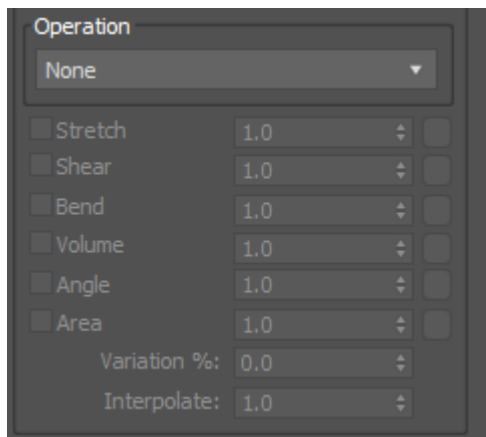 Operation
None
Stretch 1.0
Shear 1.0
Bend 1.0
Volume 1.0
Angle 1.0
Area 1.0
Variation %: 0.0
Interpolate: 1.0